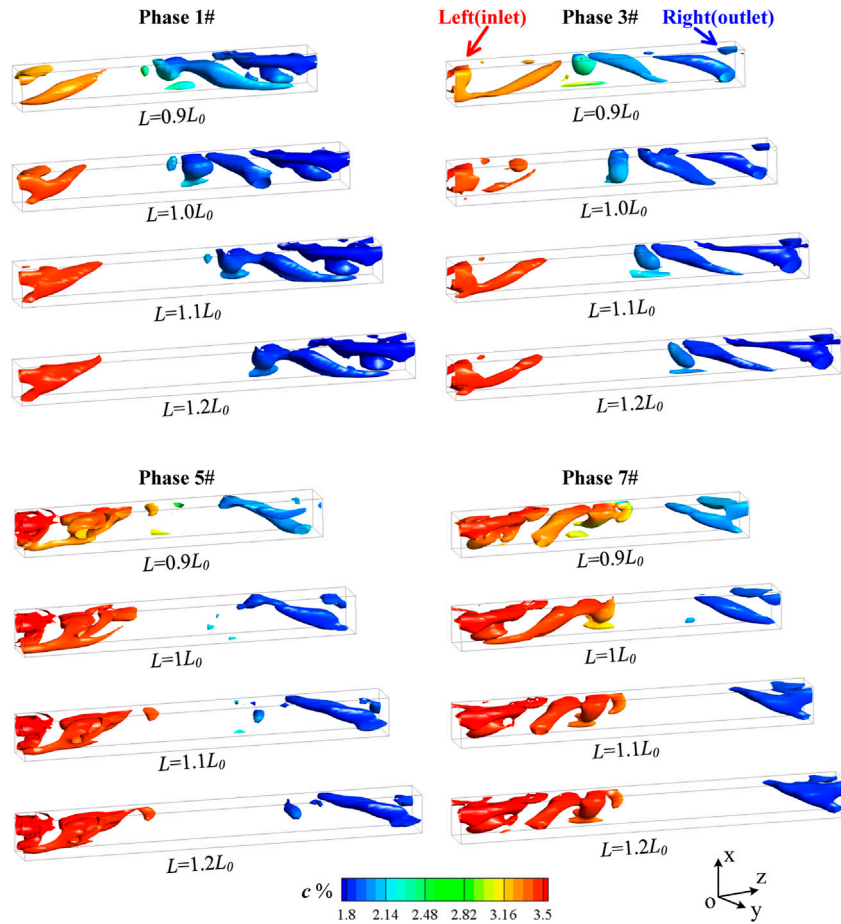 Phase 1#
Left(inlet) Phase 3# Right(outlet)
L=0.9L0
L=0.9L0
L=1.0L0
L=1.0L0
L=1.1L0
L=1.1L0
L=1.2L0
L=1.2L0
Phase 5#
Phase 7#
L=0.9L0
L=0.9L0
L=1L0
L=1L0
L=1.1L0
L=1.1L0
L=1.2L0
L=1.2L0
c %
1.8 2.14 2.48 2.82 3.16 3.5
x
z
o
y